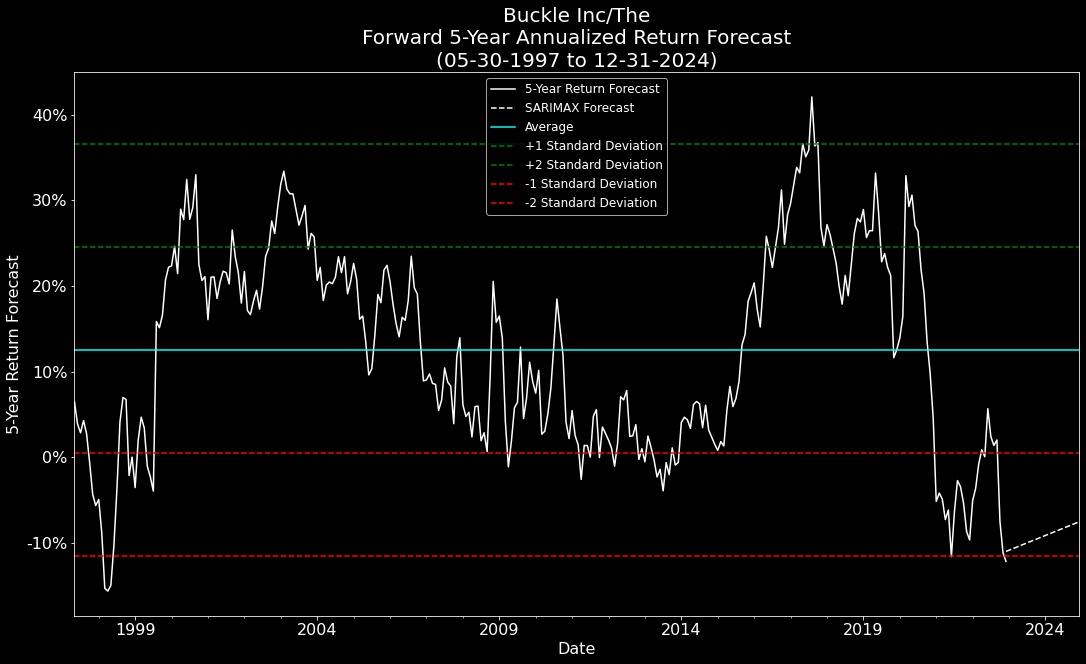 Buckle Inc/The
Forward 5-Year Annualized Return Forecast
(05-30-1997 to 12-31-2024)
5-Year Return Forecast
SARIMAX Forecast
Average
+1 Standard Deviation
+2 Standard Deviation
-1 Standard Deviation
-2 Standard Deviation
5-Year Return Forecast
40%
30%
20%
10%
0%
-10%
1999
2004
2009
2014
2019
2024
Date